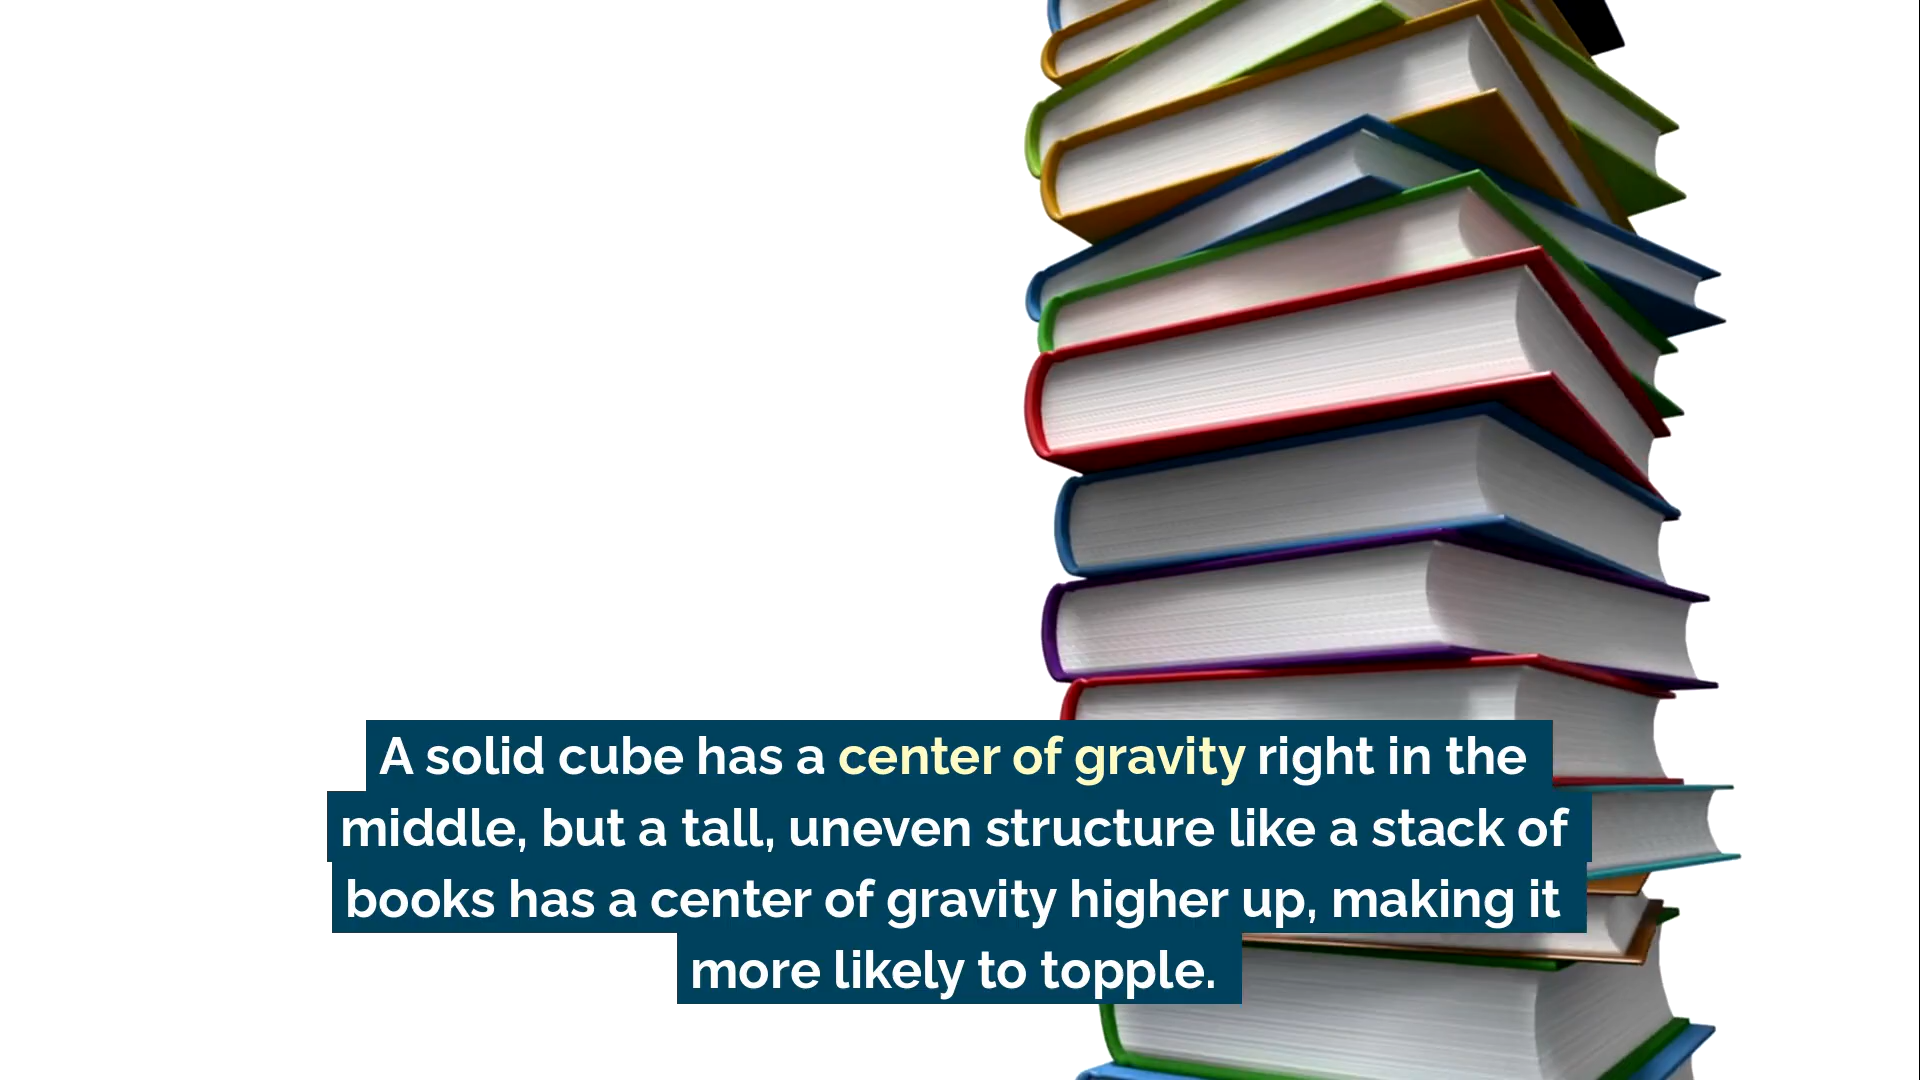 A solid cube has a center of gravity right in the
middle, but a tall, uneven structure like a stack of
books has a center of gravity higher up, making it
more likely to topple.